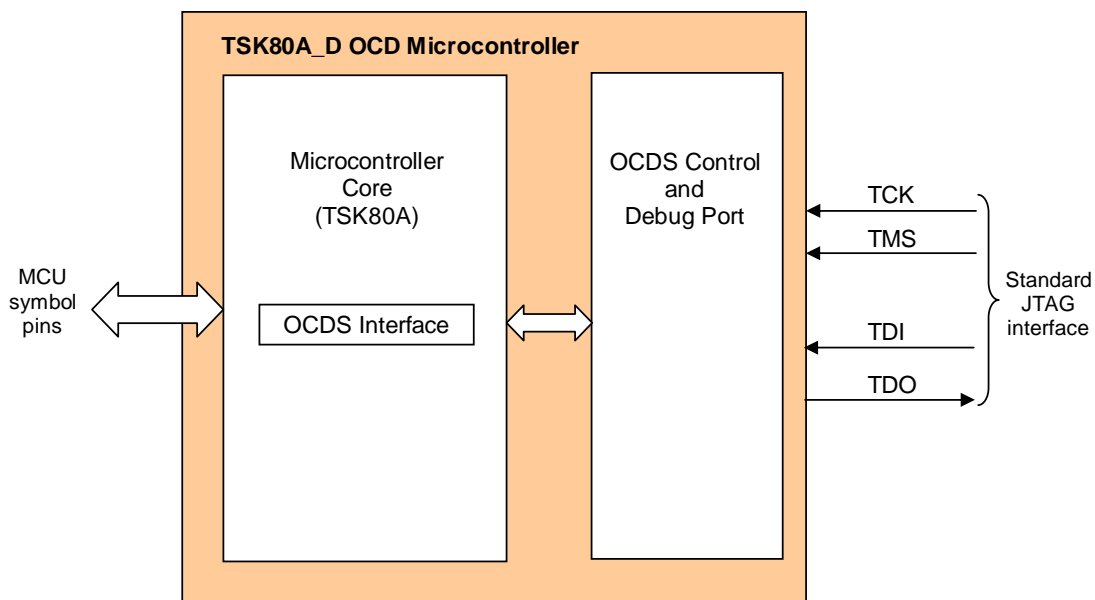 TSK80A_D OCD Microcontroller
Microcontroller
Core
(TSK80A)
OCDS Interface
OCDS Control
and
Debug Port
MCU
symbol
pins
TCK
TMS
TDI
TDO
Standard
JTAG
interface